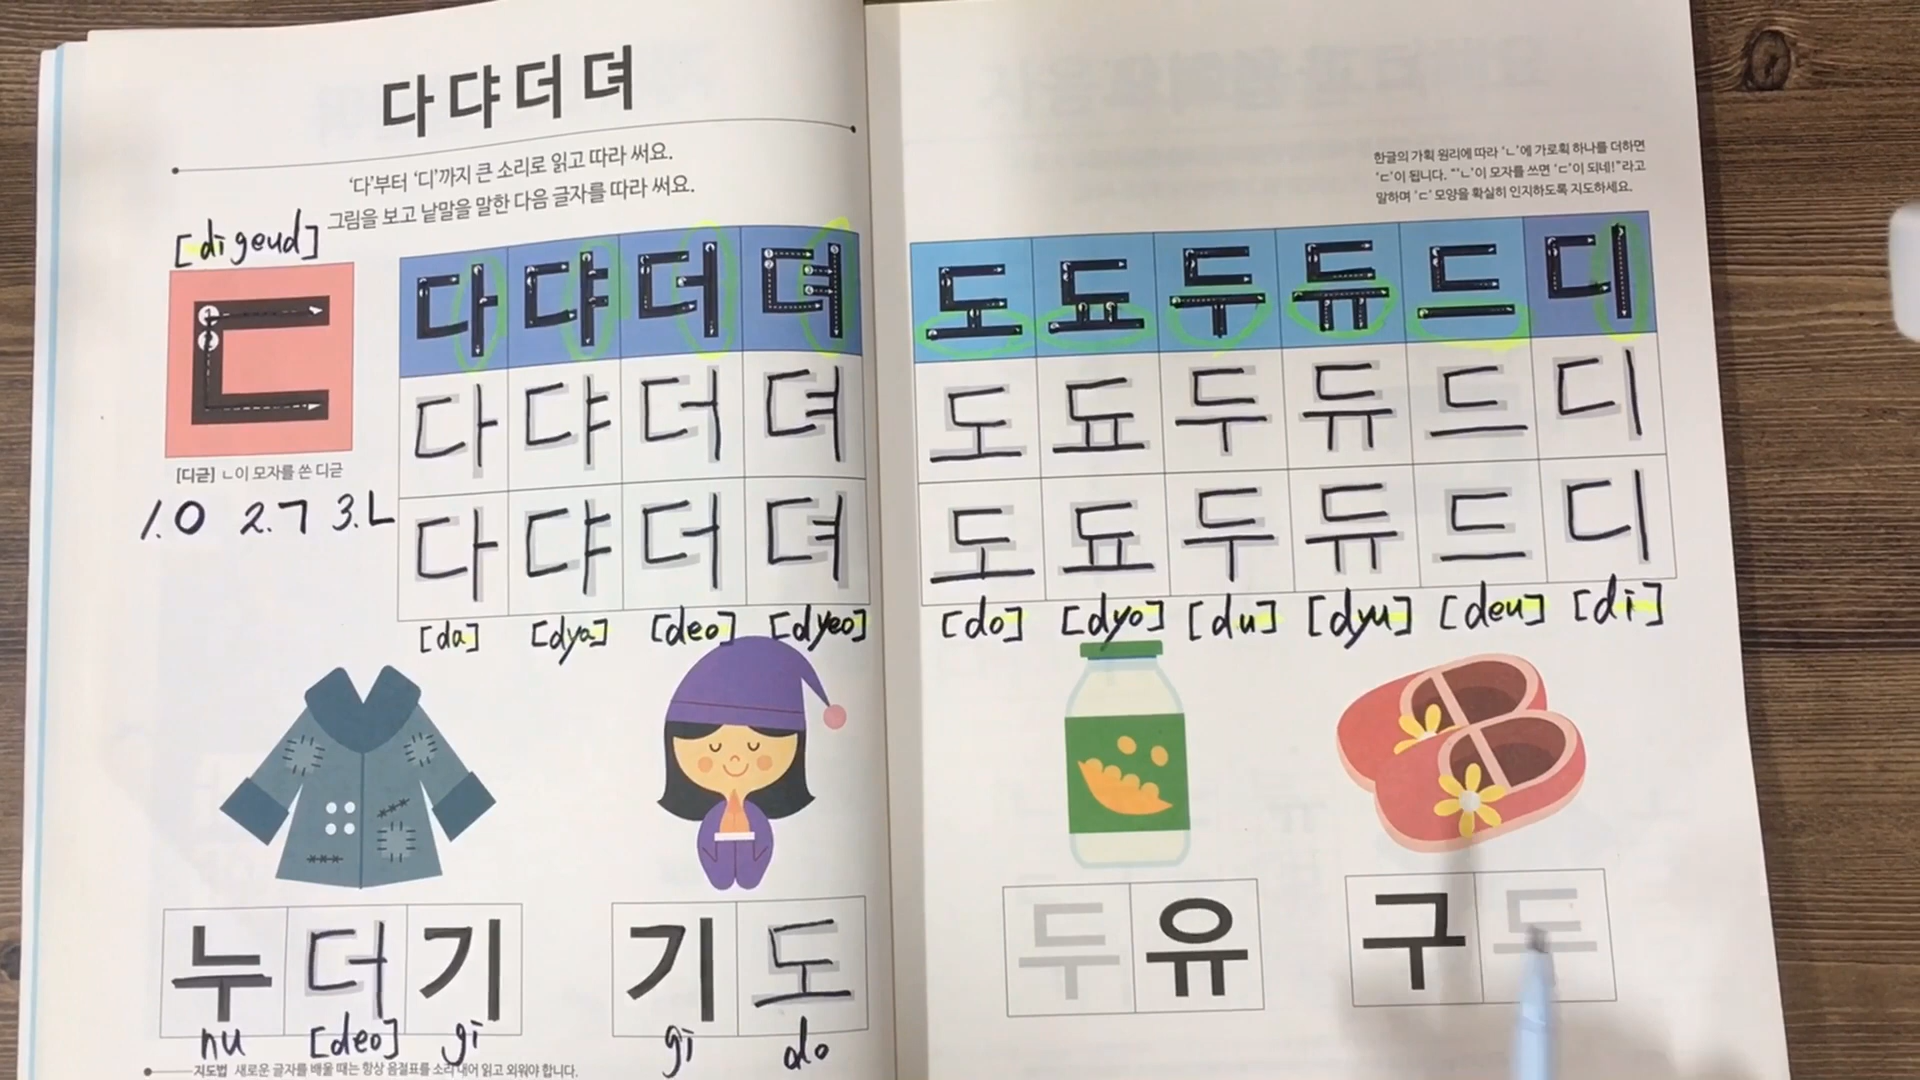 다 댜 더 뎌
‘다’부터 ‘디’까지 큰 소리로 읽고 따라 써요.
그림을 보고 낱말을 말한 다음 글자를 따라 써요.
[digeud]
ㄷ
[디귿] ㄴ이 모자를 쓴 디귿
1.O 2.ㄱ 3.L
다 댜 더 뎌
다 댜 더 뎌
다 댜 더 뎌
[da] [dya] [deo] [dyeo]
누더기
nu [deo] gi
기도
gi do
지도법 새로운 글자를 배울 때는 항상 음절표를 소리 내어 읽고 외워야 합니다.
한글의 가획 원리에 따라 ‘ㄴ’에 가로획 하나를 더하면
‘ㄷ’이 됩니다. “‘ㄴ’이 모자를 쓰면 ‘ㄷ’이 되네!”라고
말하며 ‘ㄷ’ 모양을 확실히 인지하도록 지도하세요.
도 됴 두 듀 드 디
도 됴 두 듀 드 디
도 됴 두 듀 드 디
[do] [dyo] [du] [dyu] [deu] [di]
두유
구